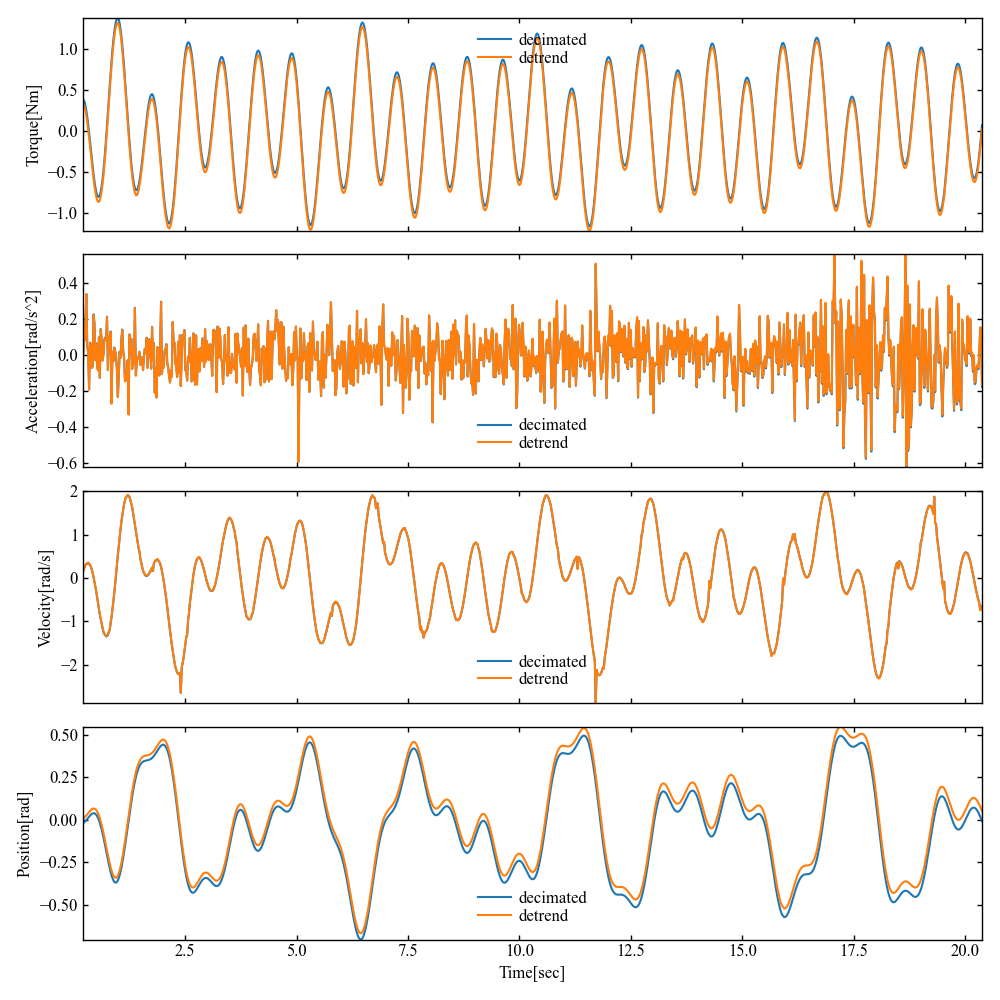 1.0
0.5
0.0
−0.5
−1.0
Torque[Nm]
decimated
detrend
0.4
0.2
0.0
−0.2
−0.4
−0.6
Acceleration[rad/s^2]
decimated
detrend
2
1
0
−1
−2
Velocity[rad/s]
decimated
detrend
0.50
0.25
0.00
−0.25
−0.50
Position[rad]
decimated
detrend
2.5 5.0 7.5 10.0 12.5 15.0 17.5 20.0
Time[sec]